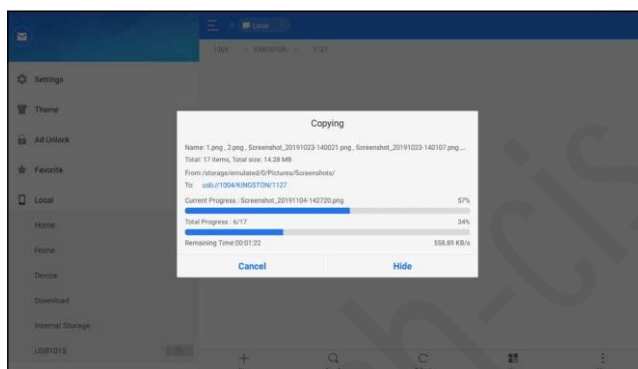 Local
1004 > KINGSTON > 1127
Settings
Theme
Ad Unlock
Favorite
Local
Home
Home
Device
Download
Internal Storage
USB1015
Copying
Name: 1.png , 2.png , Screenshot_20191023-140021.png , Screenshot_20191023-140107.png ,...
Total: 17 items, Total size: 14.28 MB
From:/storage/emulated/0/Pictures/Screenshots/
To: usb://1004/KINGSTON/1127
Current Progress : Screenshot_20191104-142720.png 57%
Total Progress : 6/17 34%
Remaining Time:00:01:22 558.89 KB/s
Cancel Hide